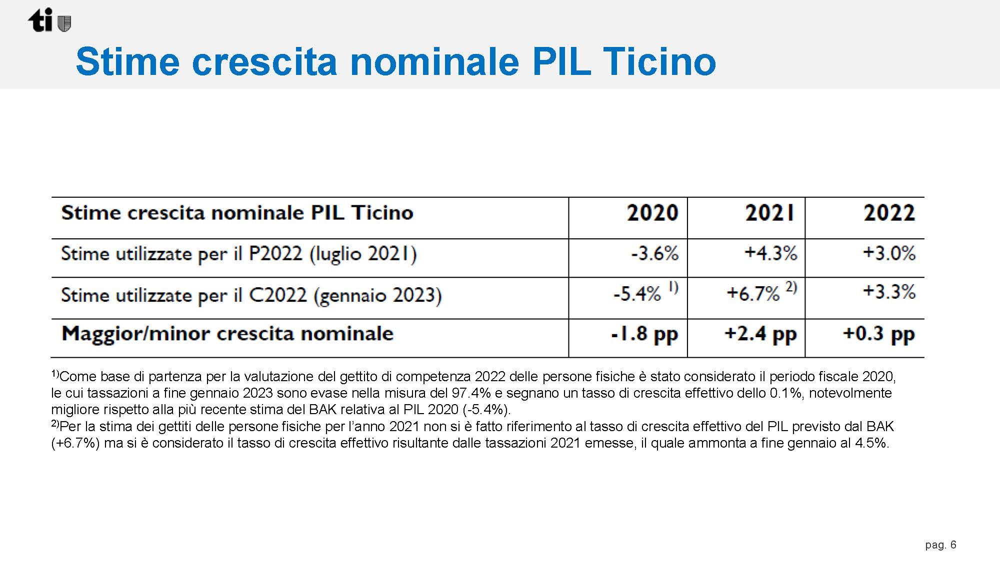 ti
Stime crescita nominale PIL Ticino
Stime crescita nominale PIL Ticino 2020 2021 2022
Stime utilizzate per il P2022 (luglio 2021) -3.6% +4.3% +3.0%
Stime utilizzate per il C2022 (gennaio 2023) -5.4% 1) +6.7% 2) +3.3%
Maggior/minor crescita nominale -1.8 pp +2.4 pp +0.3 pp
1)Come base di partenza per la valutazione del gettito di competenza 2022 delle persone fisiche è stato considerato il periodo fiscale 2020,
le cui tassazioni a fine gennaio 2023 sono evase nella misura del 97.4% e segnano un tasso di crescita effettivo dello 0.1%, notevolmente
migliore rispetto alla più recente stima del BAK relativa al PIL 2020 (-5.4%).
2)Per la stima dei gettiti delle persone fisiche per l’anno 2021 non si è fatto riferimento al tasso di crescita effettivo del PIL previsto dal BAK
(+6.7%) ma si è considerato il tasso di crescita effettivo risultante dalle tassazioni 2021 emesse, il quale ammonta a fine gennaio al 4.5%.
pag. 6